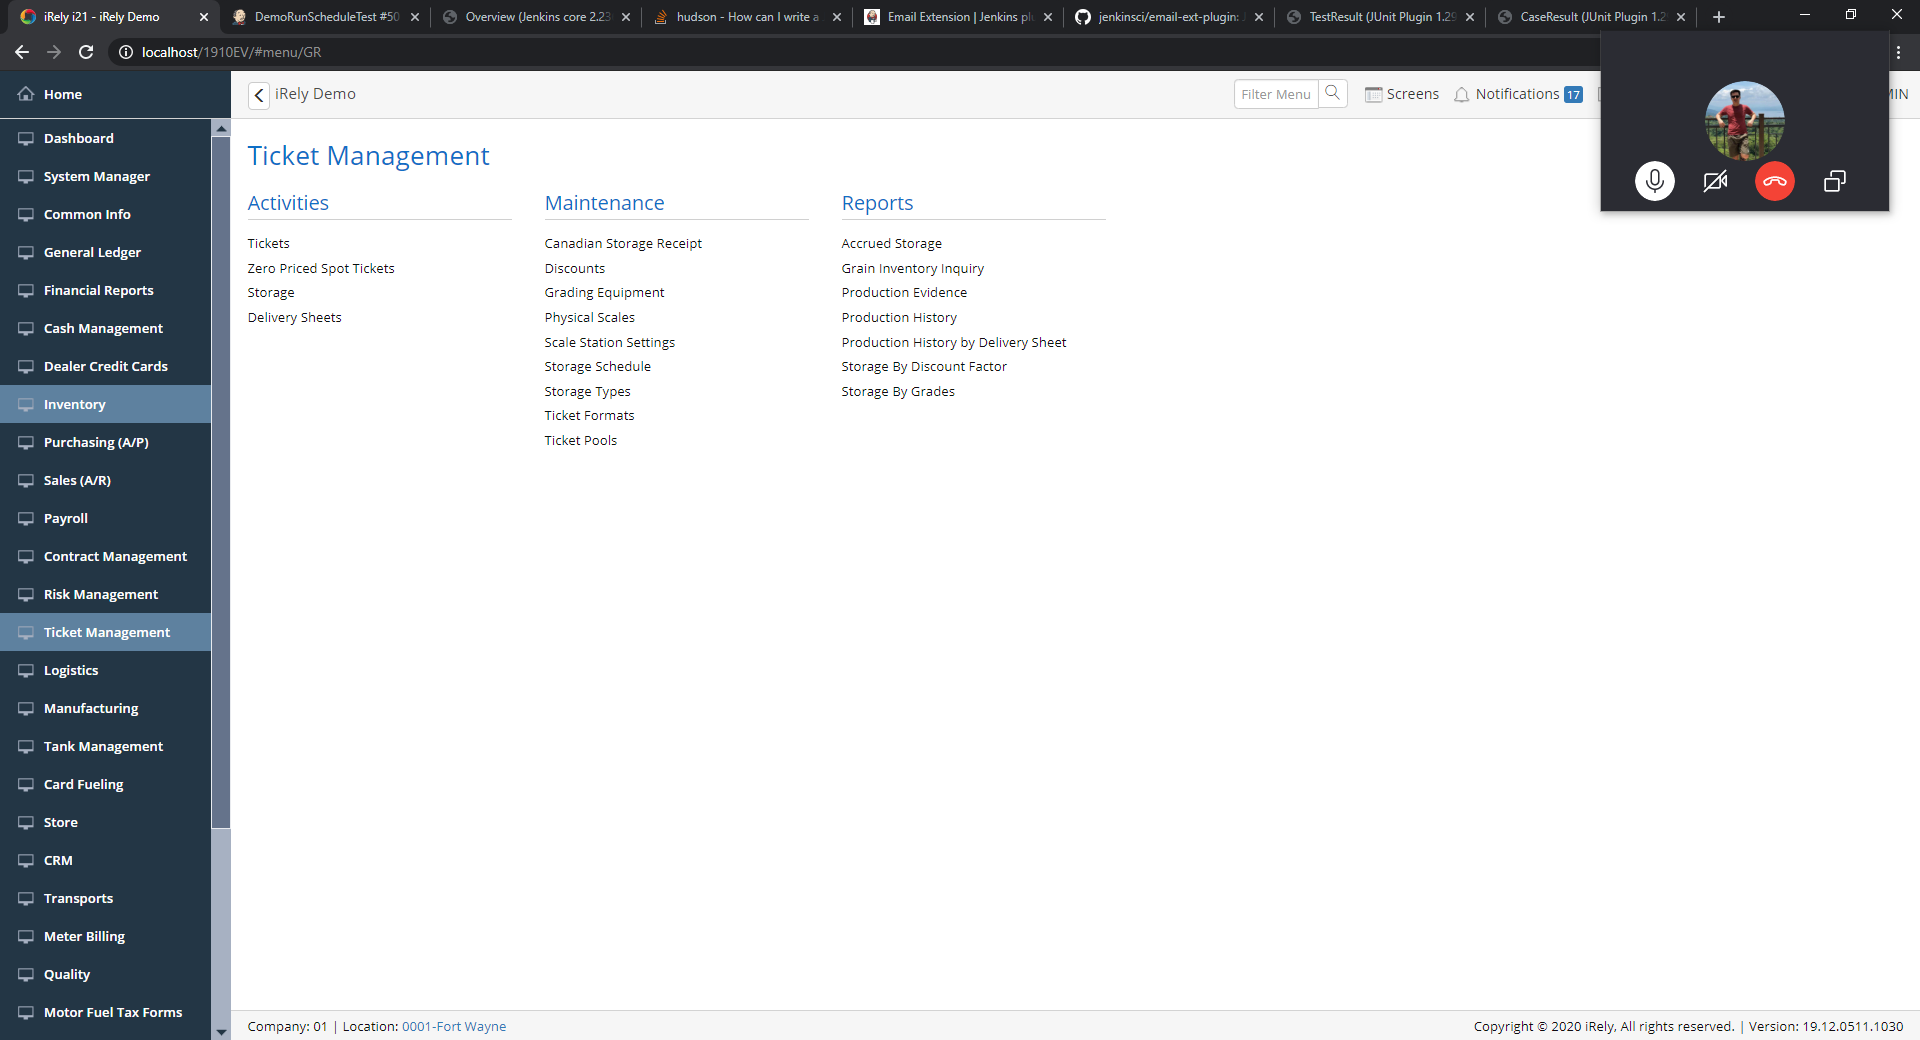 iRely i21 - iRely Demo
DemoRunScheduleTest #50
Overview (Jenkins core 2.23
hudson - How can I write a
Email Extension | Jenkins pl
jenkinsci/email-ext-plugin:
TestResult (JUnit Plugin 1.29
CaseResult (JUnit Plugin 1.2
localhost/1910EV/#menu/GR
Home
iRely Demo
Filter Menu
Screens
Notifications 17
MIN
Dashboard
System Manager
Common Info
General Ledger
Financial Reports
Cash Management
Dealer Credit Cards
Inventory
Purchasing (A/P)
Sales (A/R)
Payroll
Contract Management
Risk Management
Ticket Management
Logistics
Manufacturing
Tank Management
Card Fueling
Store
CRM
Transports
Meter Billing
Quality
Motor Fuel Tax Forms
Ticket Management
Activities
Tickets
Zero Priced Spot Tickets
Storage
Delivery Sheets
Maintenance
Canadian Storage Receipt
Discounts
Grading Equipment
Physical Scales
Scale Station Settings
Storage Schedule
Storage Types
Ticket Formats
Ticket Pools
Reports
Accrued Storage
Grain Inventory Inquiry
Production Evidence
Production History
Production History by Delivery Sheet
Storage By Discount Factor
Storage By Grades
Company: 01 | Location: 0001-Fort Wayne
Copyright © 2020 iRely, All rights reserved. | Version: 19.12.0511.1030